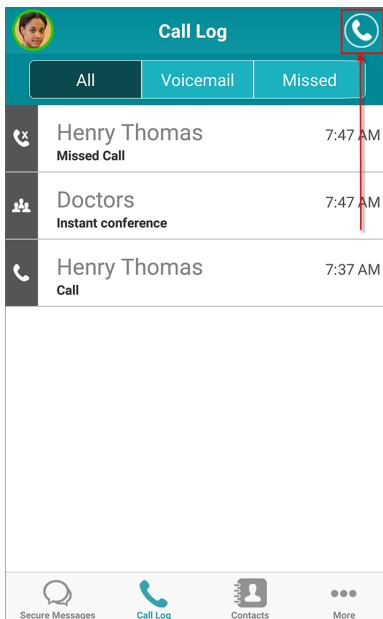 Call Log
All Voicemail Missed
Henry Thomas 7:47 AM
Missed Call
Doctors 7:47 AM
Instant conference
Henry Thomas 7:37 AM
Call
Secure Messages Call Log Contacts More